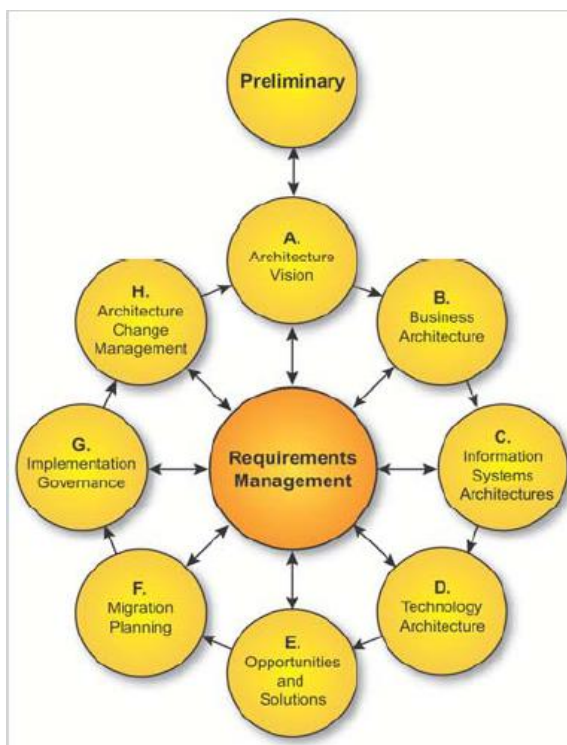 Preliminary
A.
Architecture
Vision
B.
Business
Architecture
C.
Information
Systems
Architectures
D.
Technology
Architecture
E.
Opportunities
and
Solutions
F.
Migration
Planning
G.
Implementation
Governance
H.
Architecture
Change
Management
Requirements
Management